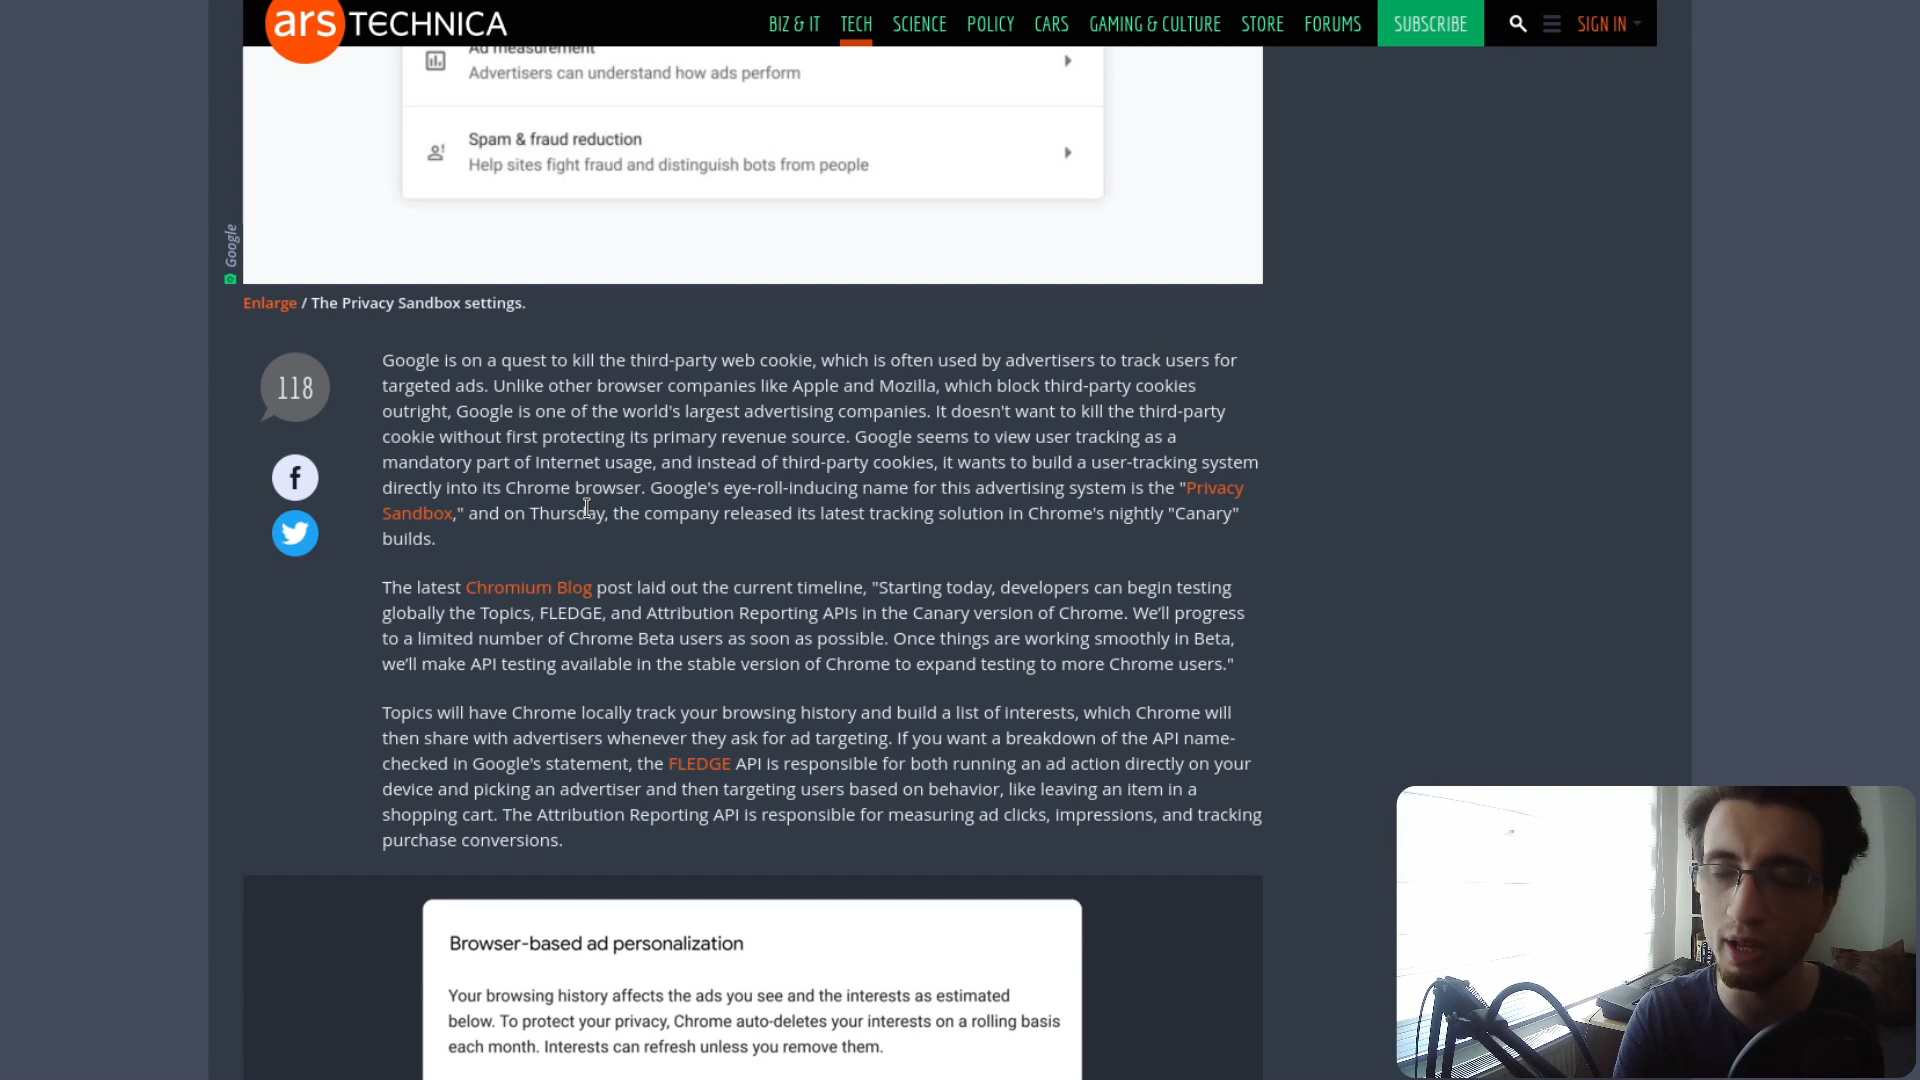 ars TECHNICA
BIZ & IT TECH SCIENCE POLICY CARS GAMING & CULTURE STORE FORUMS SUBSCRIBE SIGN IN
Ad measurement
Advertisers can understand how ads perform
Spam & fraud reduction
Help sites fight fraud and distinguish bots from people
Google
Enlarge / The Privacy Sandbox settings.
118
Google is on a quest to kill the third-party web cookie, which is often used by advertisers to track users for
targeted ads. Unlike other browser companies like Apple and Mozilla, which block third-party cookies
outright, Google is one of the world's largest advertising companies. It doesn't want to kill the third-party
cookie without first protecting its primary revenue source. Google seems to view user tracking as a
mandatory part of Internet usage, and instead of third-party cookies, it wants to build a user-tracking system
directly into its Chrome browser. Google's eye-roll-inducing name for this advertising system is the "Privacy
Sandbox," and on Thursday, the company released its latest tracking solution in Chrome's nightly "Canary"
builds.
The latest Chromium Blog post laid out the current timeline, "Starting today, developers can begin testing
globally the Topics, FLEDGE, and Attribution Reporting APIs in the Canary version of Chrome. We'll progress
to a limited number of Chrome Beta users as soon as possible. Once things are working smoothly in Beta,
we'll make API testing available in the stable version of Chrome to expand testing to more Chrome users."
Topics will have Chrome locally track your browsing history and build a list of interests, which Chrome will
then share with advertisers whenever they ask for ad targeting. If you want a breakdown of the API name-
checked in Google's statement, the FLEDGE API is responsible for both running an ad action directly on your
device and picking an advertiser and then targeting users based on behavior, like leaving an item in a
shopping cart. The Attribution Reporting API is responsible for measuring ad clicks, impressions, and tracking
purchase conversions.
Browser-based ad personalization
Your browsing history affects the ads you see and the interests as estimated
below. To protect your privacy, Chrome auto-deletes your interests on a rolling basis
each month. Interests can refresh unless you remove them.